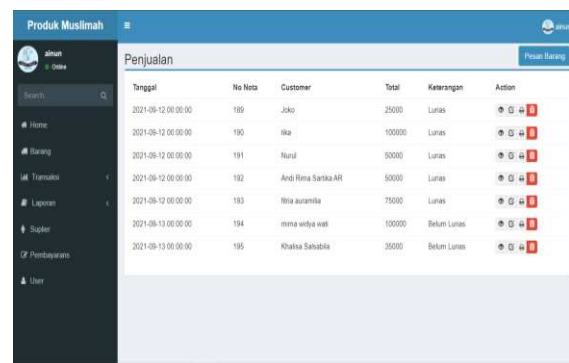 Produk Muslimah
ainun
ainun
Online
Search
Home
Barang
Transaksi
Laporan
Suplier
Pembayarans
User
Penjualan
Pesan Barang
Tanggal No Nota Customer Total Keterangan Action
2021-09-12 00:00:00 189 Joko 25000 Lunas
2021-09-12 00:00:00 190 lika 100000 Lunas
2021-09-12 00:00:00 191 Nurul 50000 Lunas
2021-09-12 00:00:00 192 Andi Rima Sartika AR 50000 Lunas
2021-09-12 00:00:00 193 fitria auramilia 75000 Lunas
2021-09-13 00:00:00 194 mirna widya wati 100000 Belum Lunas
2021-09-13 00:00:00 195 Khalisa Salsabila 35000 Belum Lunas